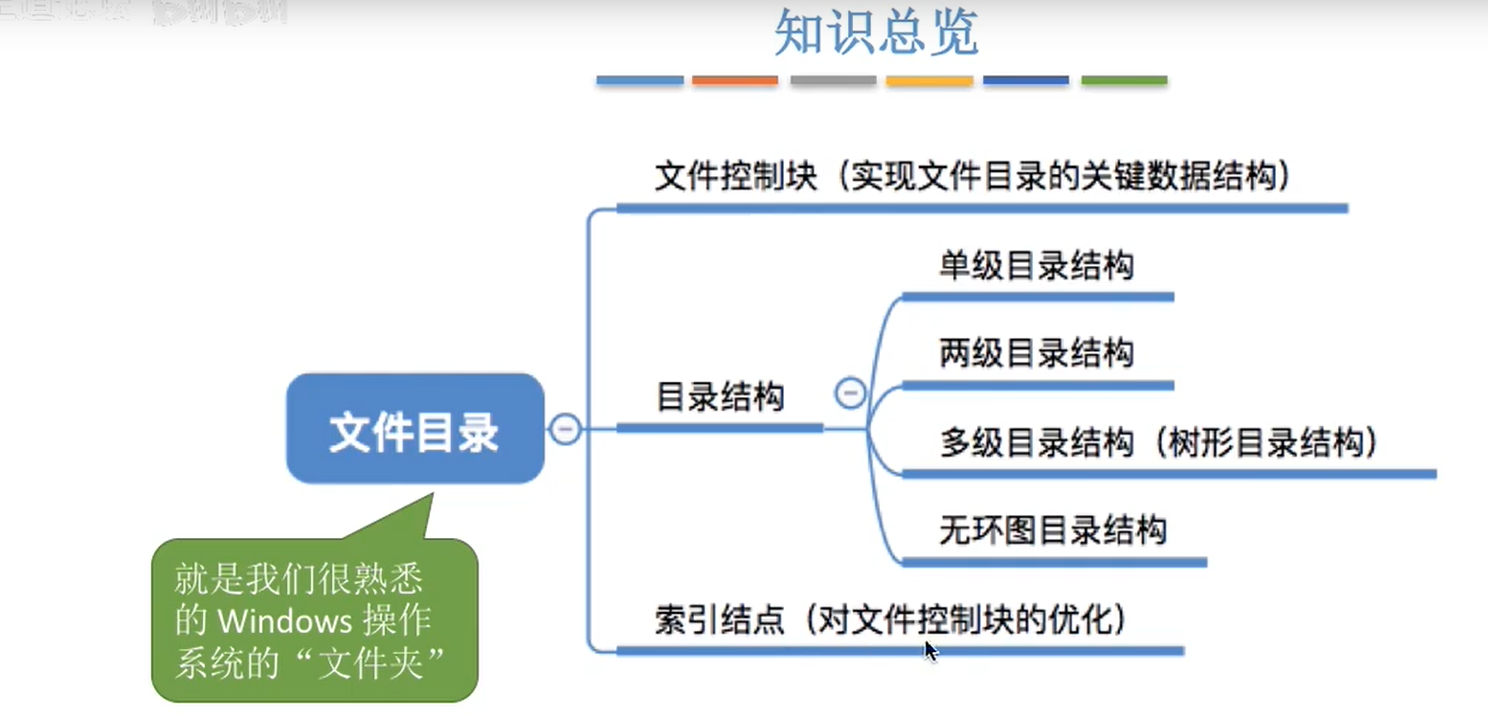 知识总览
文件控制块（实现文件目录的关键数据结构）
单级目录结构
两级目录结构
目录结构
多级目录结构（树形目录结构）
文件目录
无环图目录结构
就是我们很熟悉
的 Windows 操作
系统的“文件夹”
索引结点（对文件控制块的优化）